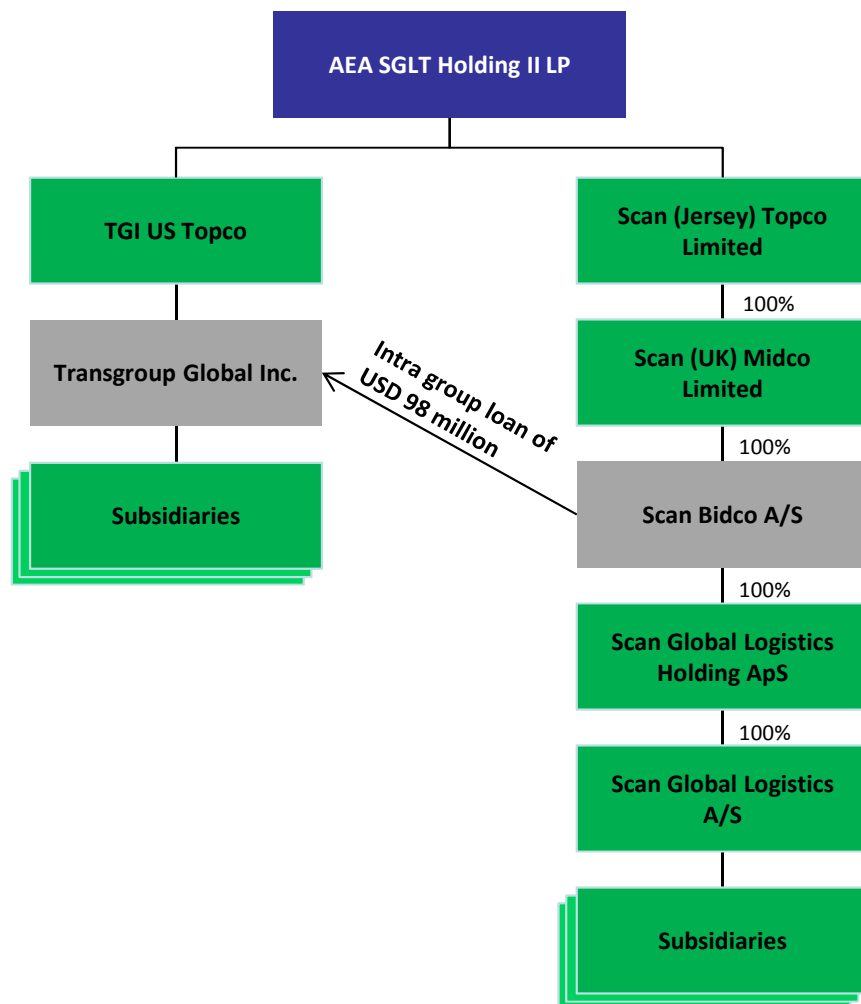 AEA SGLT Holding II LP
TGI US Topco
Scan (Jersey) Topco
Limited
100%
Transgroup Global Inc.
Intra group loan of
USD 98 million
Scan (UK) Midco
Limited
100%
Subsidiaries
Scan Bidco A/S
100%
Scan Global Logistics
Holding ApS
100%
Scan Global Logistics
A/S
Subsidiaries